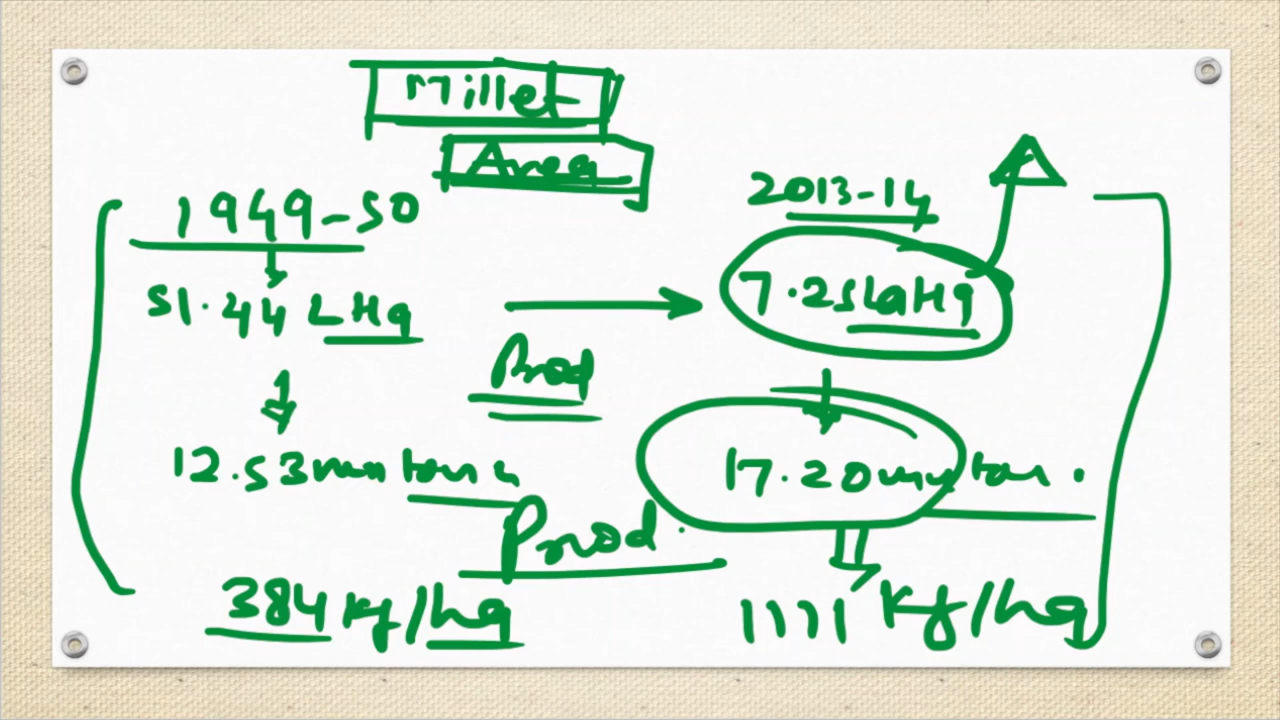 Millet
Area
1949-50 2013-14
51.44 LHa 7.25 LaHa
Prod
12.53 mn ton 17.20 mn ton.
Prod.
384 kg/ha 1111 kg/ha